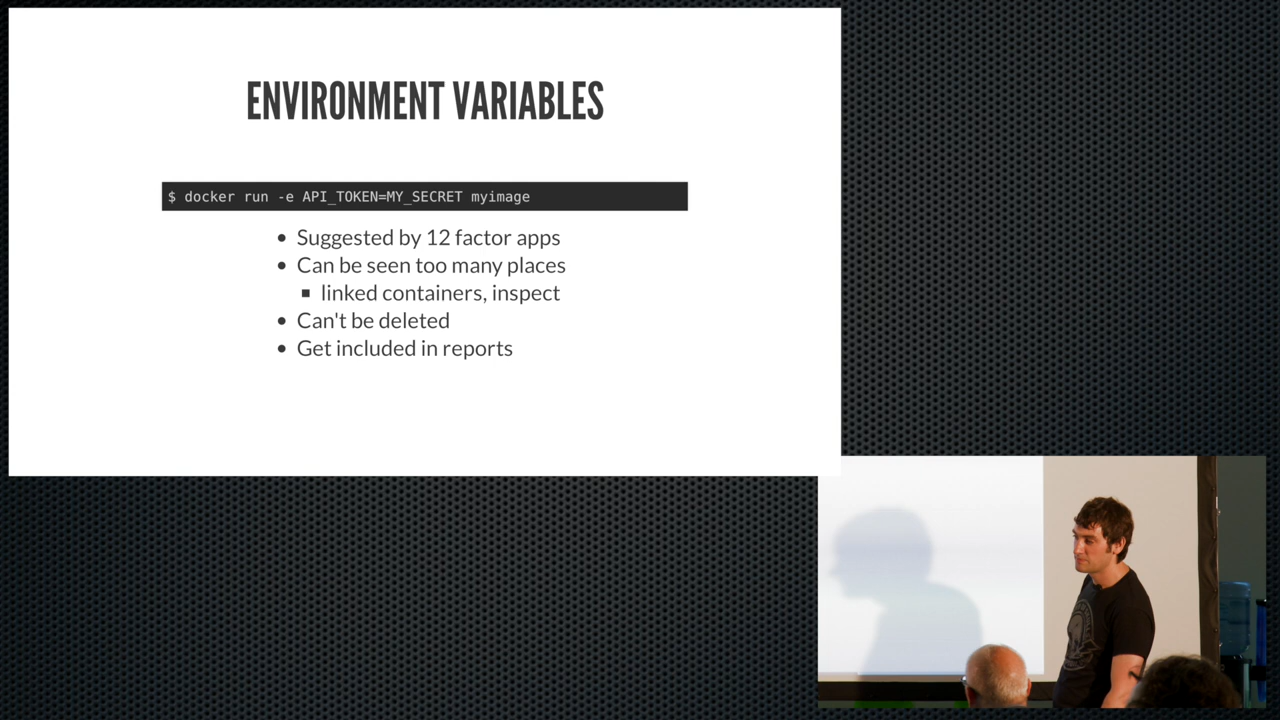 ENVIRONMENT VARIABLES
$ docker run -e API_TOKEN=MY_SECRET myimage
Suggested by 12 factor apps
Can be seen too many places
linked containers, inspect
Can't be deleted
Get included in reports